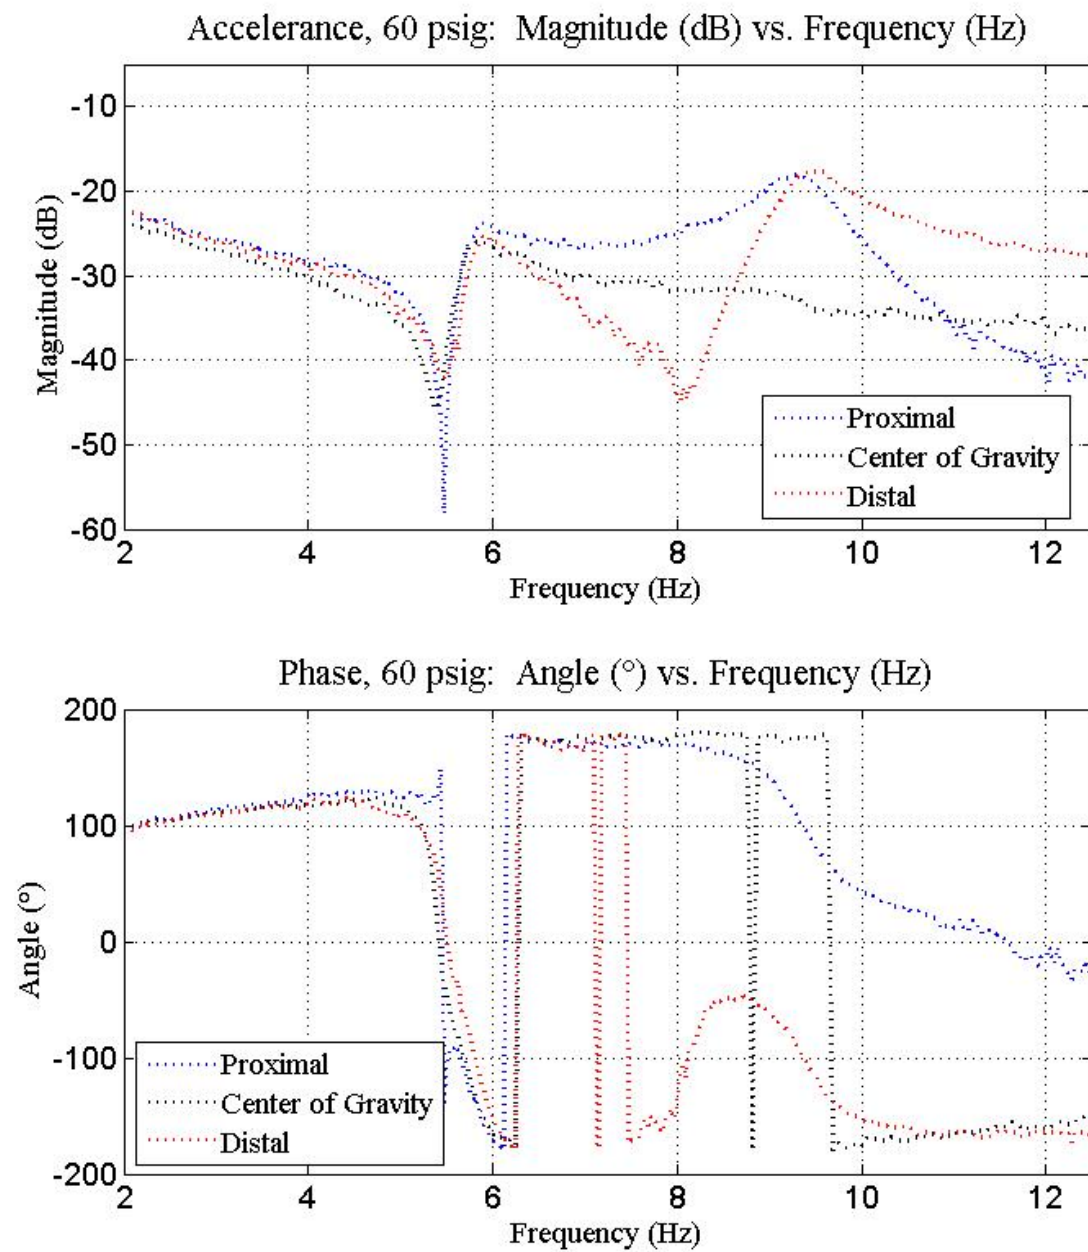 Accelerance, 60 psig:  Magnitude (dB) vs. Frequency (Hz)
Magnitude (dB)
-10
-20
-30
-40
-50
-60
Proximal
Center of Gravity
Distal
2 4 6 8 10 12
Frequency (Hz)
Phase, 60 psig:  Angle (°) vs. Frequency (Hz)
Angle (°)
200
100
0
-100
-200
Proximal
Center of Gravity
Distal
2 4 6 8 10 12
Frequency (Hz)